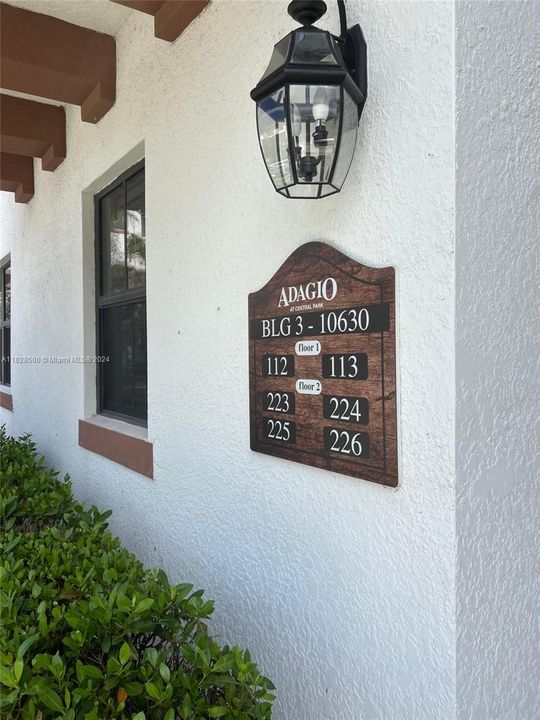 ADAGIO
AT CENTRAL PARK
BLG 3 - 10630
floor 1
112 113
floor 2
223 224
225 226
A11629500 © Miami MLS® 2024